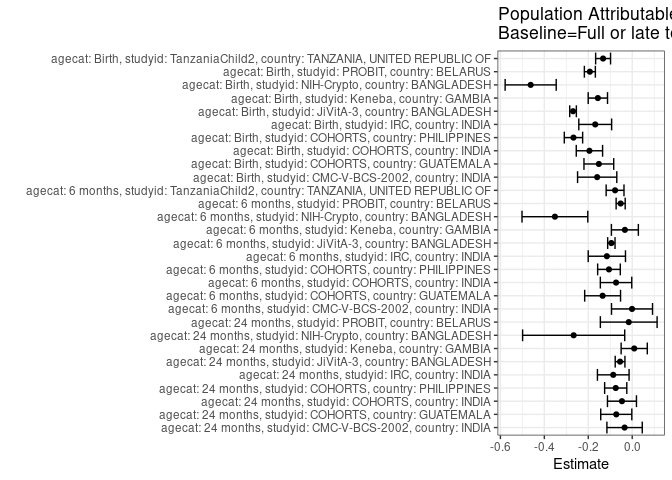 Population Attributable
Baseline=Full or late
agecat: Birth, studyid: TanzaniaChild2, country: TANZANIA, UNITED REPUBLIC OF
agecat: Birth, studyid: PROBIT, country: BELARUS
agecat: Birth, studyid: NIH-Crypto, country: BANGLADESH
agecat: Birth, studyid: Keneba, country: GAMBIA
agecat: Birth, studyid: JiVitA-3, country: BANGLADESH
agecat: Birth, studyid: IRC, country: INDIA
agecat: Birth, studyid: COHORTS, country: PHILIPPINES
agecat: Birth, studyid: COHORTS, country: INDIA
agecat: Birth, studyid: COHORTS, country: GUATEMALA
agecat: Birth, studyid: CMC-V-BCS-2002, country: INDIA
agecat: 6 months, studyid: TanzaniaChild2, country: TANZANIA, UNITED REPUBLIC OF
agecat: 6 months, studyid: PROBIT, country: BELARUS
agecat: 6 months, studyid: NIH-Crypto, country: BANGLADESH
agecat: 6 months, studyid: Keneba, country: GAMBIA
agecat: 6 months, studyid: JiVitA-3, country: BANGLADESH
agecat: 6 months, studyid: IRC, country: INDIA
agecat: 6 months, studyid: COHORTS, country: PHILIPPINES
agecat: 6 months, studyid: COHORTS, country: INDIA
agecat: 6 months, studyid: COHORTS, country: GUATEMALA
agecat: 6 months, studyid: CMC-V-BCS-2002, country: INDIA
agecat: 24 months, studyid: PROBIT, country: BELARUS
agecat: 24 months, studyid: NIH-Crypto, country: BANGLADESH
agecat: 24 months, studyid: Keneba, country: GAMBIA
agecat: 24 months, studyid: JiVitA-3, country: BANGLADESH
agecat: 24 months, studyid: IRC, country: INDIA
agecat: 24 months, studyid: COHORTS, country: PHILIPPINES
agecat: 24 months, studyid: COHORTS, country: INDIA
agecat: 24 months, studyid: COHORTS, country: GUATEMALA
agecat: 24 months, studyid: CMC-V-BCS-2002, country: INDIA
-0.6 -0.4 -0.2 0.0
Estimate